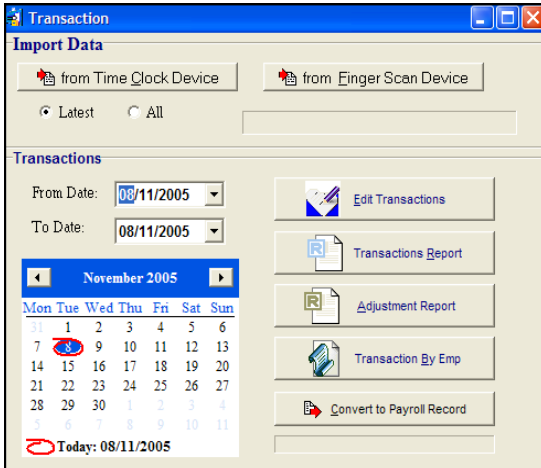 Transaction
Import Data
from Time Clock Device
from Finger Scan Device
Latest
All
Transactions
From Date: 08/11/2005
To Date: 08/11/2005
Edit Transactions
Transactions Report
Adjustment Report
Transaction By Emp
Convert to Payroll Record
November 2005
Mon Tue Wed Thu Fri Sat Sun
31 1 2 3 4 5 6
7 8 9 10 11 12 13
14 15 16 17 18 19 20
21 22 23 24 25 26 27
28 29 30 1 2 3 4
5 6 7 8 9 10 11
Today: 08/11/2005